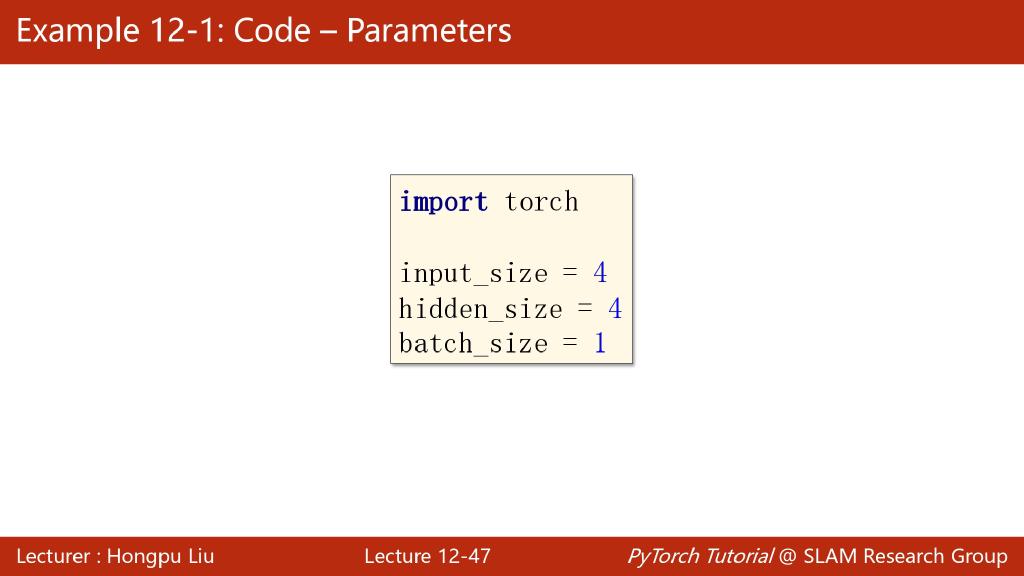 Example 12-1: Code – Parameters
import torch
input_size = 4
hidden_size = 4
batch_size = 1
Lecturer : Hongpu Liu
Lecture 12-47
PyTorch Tutorial @ SLAM Research Group